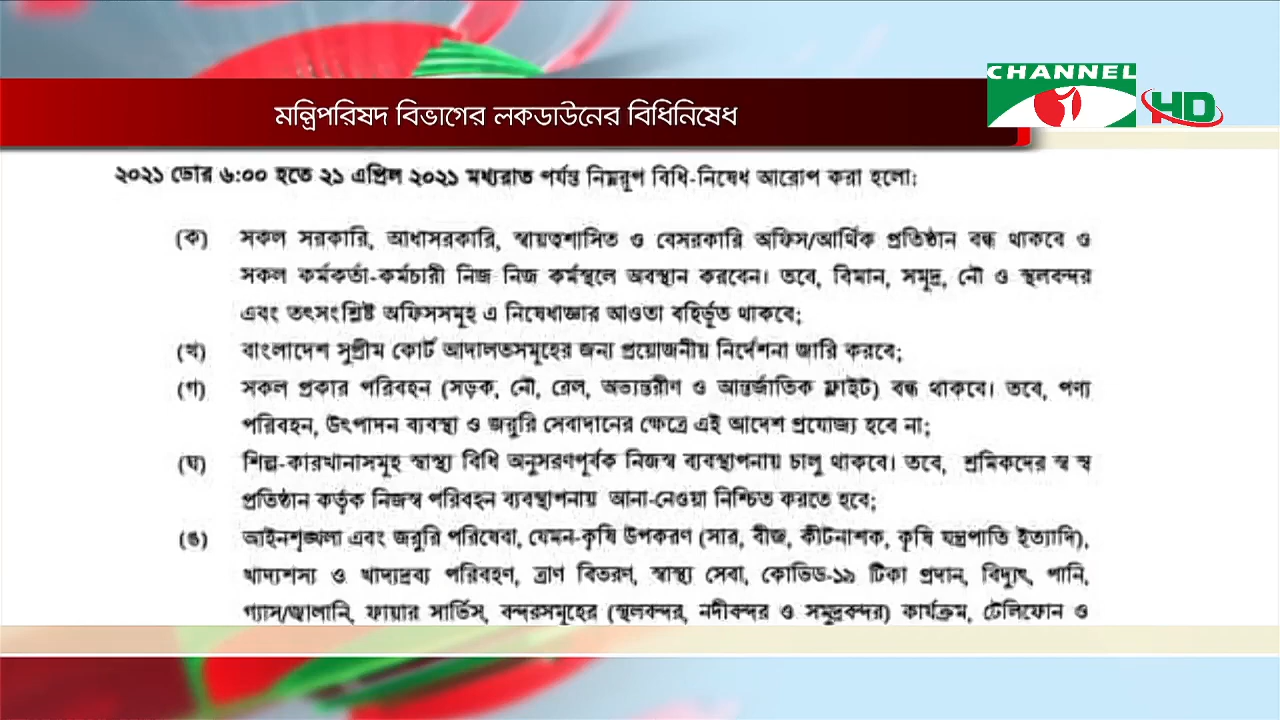 CHANNEL
i HD
মন্ত্রিপরিষদ বিভাগের লকডাউনের বিধিনিষেধ
২০২১ ভোর ৬:০০ হতে ২১ এপ্রিল ২০২১ মধ্যরাত পর্যন্ত নিম্নরূপ বিধি-নিষেধ আরোপ করা হলো:
(ক) সকল সরকারি, আধাসরকারি, স্বায়ত্বশাসিত ও বেসরকারি অফিস/আর্থিক প্রতিষ্ঠান বন্ধ থাকবে ও
সকল কর্মকর্তা-কর্মচারী নিজ নিজ কর্মস্থলে অবস্থান করবেন। তবে, বিমান, সমুদ্র, নৌ ও স্থলবন্দর
এবং তৎসংশ্লিষ্ট অফিসসমূহ এ নিষেধাজ্ঞার আওতা বহির্ভূত থাকবে;
(খ) বাংলাদেশ সুপ্রীম কোর্ট আদালতসমূহের জন্য প্রয়োজনীয় নির্দেশনা জারি করবে;
(গ) সকল প্রকার পরিবহন (সড়ক, নৌ, রেল, অভ্যন্তরীণ ও আন্তর্জাতিক ফ্লাইট) বন্ধ থাকবে। তবে, পণ্য
পরিবহন, উৎপাদন ব্যবস্থা ও জরুরি সেবাদানের ক্ষেত্রে এই আদেশ প্রযোজ্য হবে না;
(ঘ) শিল্প-কারখানাসমূহ স্বাস্থ্য বিধি অনুসরণপূর্বক নিজস্ব ব্যবস্থাপনায় চালু থাকবে। তবে, শ্রমিকদের স্ব স্ব
প্রতিষ্ঠান কর্তৃক নিজস্ব পরিবহন ব্যবস্থাপনায় আনা-নেওয়া নিশ্চিত করতে হবে;
(ঙ) আইনশৃঙ্খলা এবং জরুরি পরিষেবা, যেমন-কৃষি উপকরণ (সার, বীজ, কীটনাশক, কৃষি যন্ত্রপাতি ইত্যাদি),
খাদ্যশস্য ও খাদ্যদ্রব্য পরিবহণ, ত্রাণ বিতরণ, স্বাস্থ্য সেবা, কোভিড-১৯ টিকা প্রদান, বিদ্যুৎ, পানি,
গ্যাস/জ্বালানি, ফায়ার সার্ভিস, বন্দরসমূহের (স্থলবন্দর, নদীবন্দর ও সমুদ্রবন্দর) কার্যক্রম, টেলিফোন ও